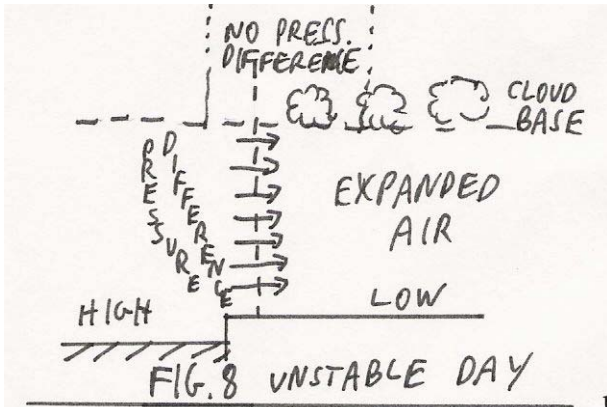 NO PRESS.
DIFFERENCE
CLOUD
BASE
PRESSURE
DIFFERENCE
EXPANDED
AIR
LOW
HIGH
FIG. 8 UNSTABLE DAY